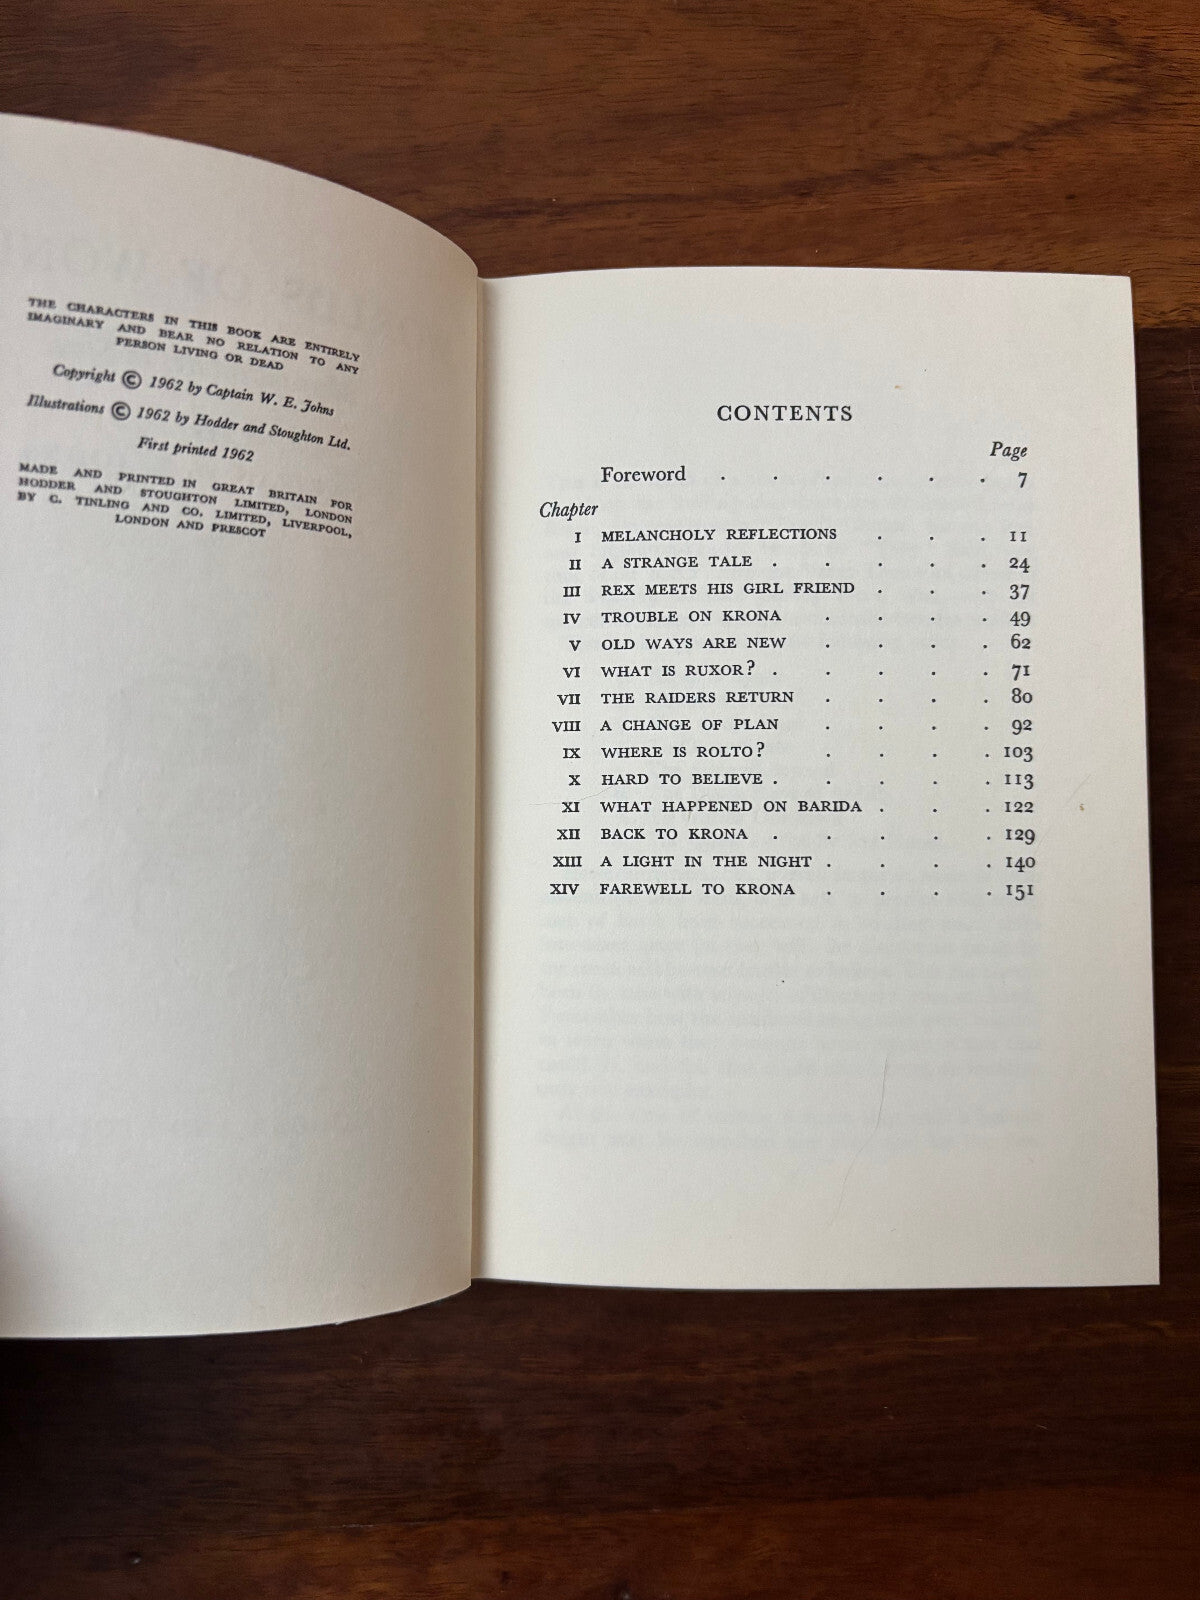 THE CHARACTERS IN THIS BOOK ARE ENTIRELY
IMAGINARY AND BEAR NO RELATION TO ANY
PERSON LIVING OR DEAD
Copyright © 1962 by Captain W. E. Johns
Illustrations © 1962 by Hodder and Stoughton Ltd.
First printed 1962
MADE AND PRINTED IN GREAT BRITAIN FOR
HODDER AND STOUGHTON LIMITED, LONDON
BY C. TINLING AND CO. LIMITED, LIVERPOOL,
LONDON AND PRESCOT
CONTENTS
Page
Foreword . . . . . . 7
Chapter
I MELANCHOLY REFLECTIONS . . . 11
II A STRANGE TALE . . . . . 24
III REX MEETS HIS GIRL FRIEND . . . 37
IV TROUBLE ON KRONA . . . . 49
V OLD WAYS ARE NEW . . . . 62
VI WHAT IS RUXOR? . . . . . 71
VII THE RAIDERS RETURN . . . . 80
VIII A CHANGE OF PLAN . . . . 92
IX WHERE IS ROLTO? . . . . 103
X HARD TO BELIEVE . . . . . 113
XI WHAT HAPPENED ON BARIDA . . . 122
XII BACK TO KRONA . . . . . 129
XIII A LIGHT IN THE NIGHT . . . . 140
XIV FAREWELL TO KRONA . . . . 151